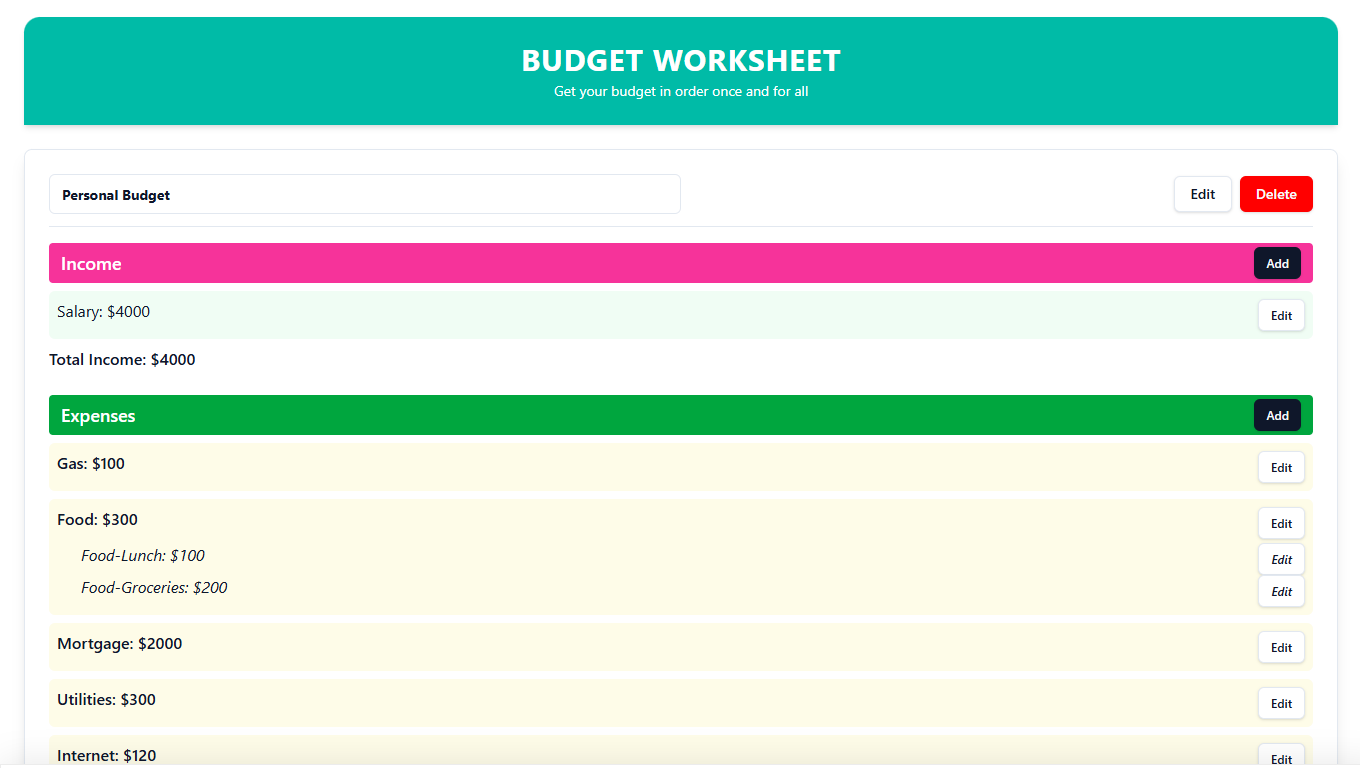 BUDGET WORKSHEET
Get your budget in order once and for all
Personal Budget Edit Delete
Income Add
Salary: $4000 Edit
Total Income: $4000
Expenses Add
Gas: $100 Edit
Food: $300 Edit
Food-Lunch: $100 Edit
Food-Groceries: $200 Edit
Mortgage: $2000 Edit
Utilities: $300 Edit
Internet: $120 Edit